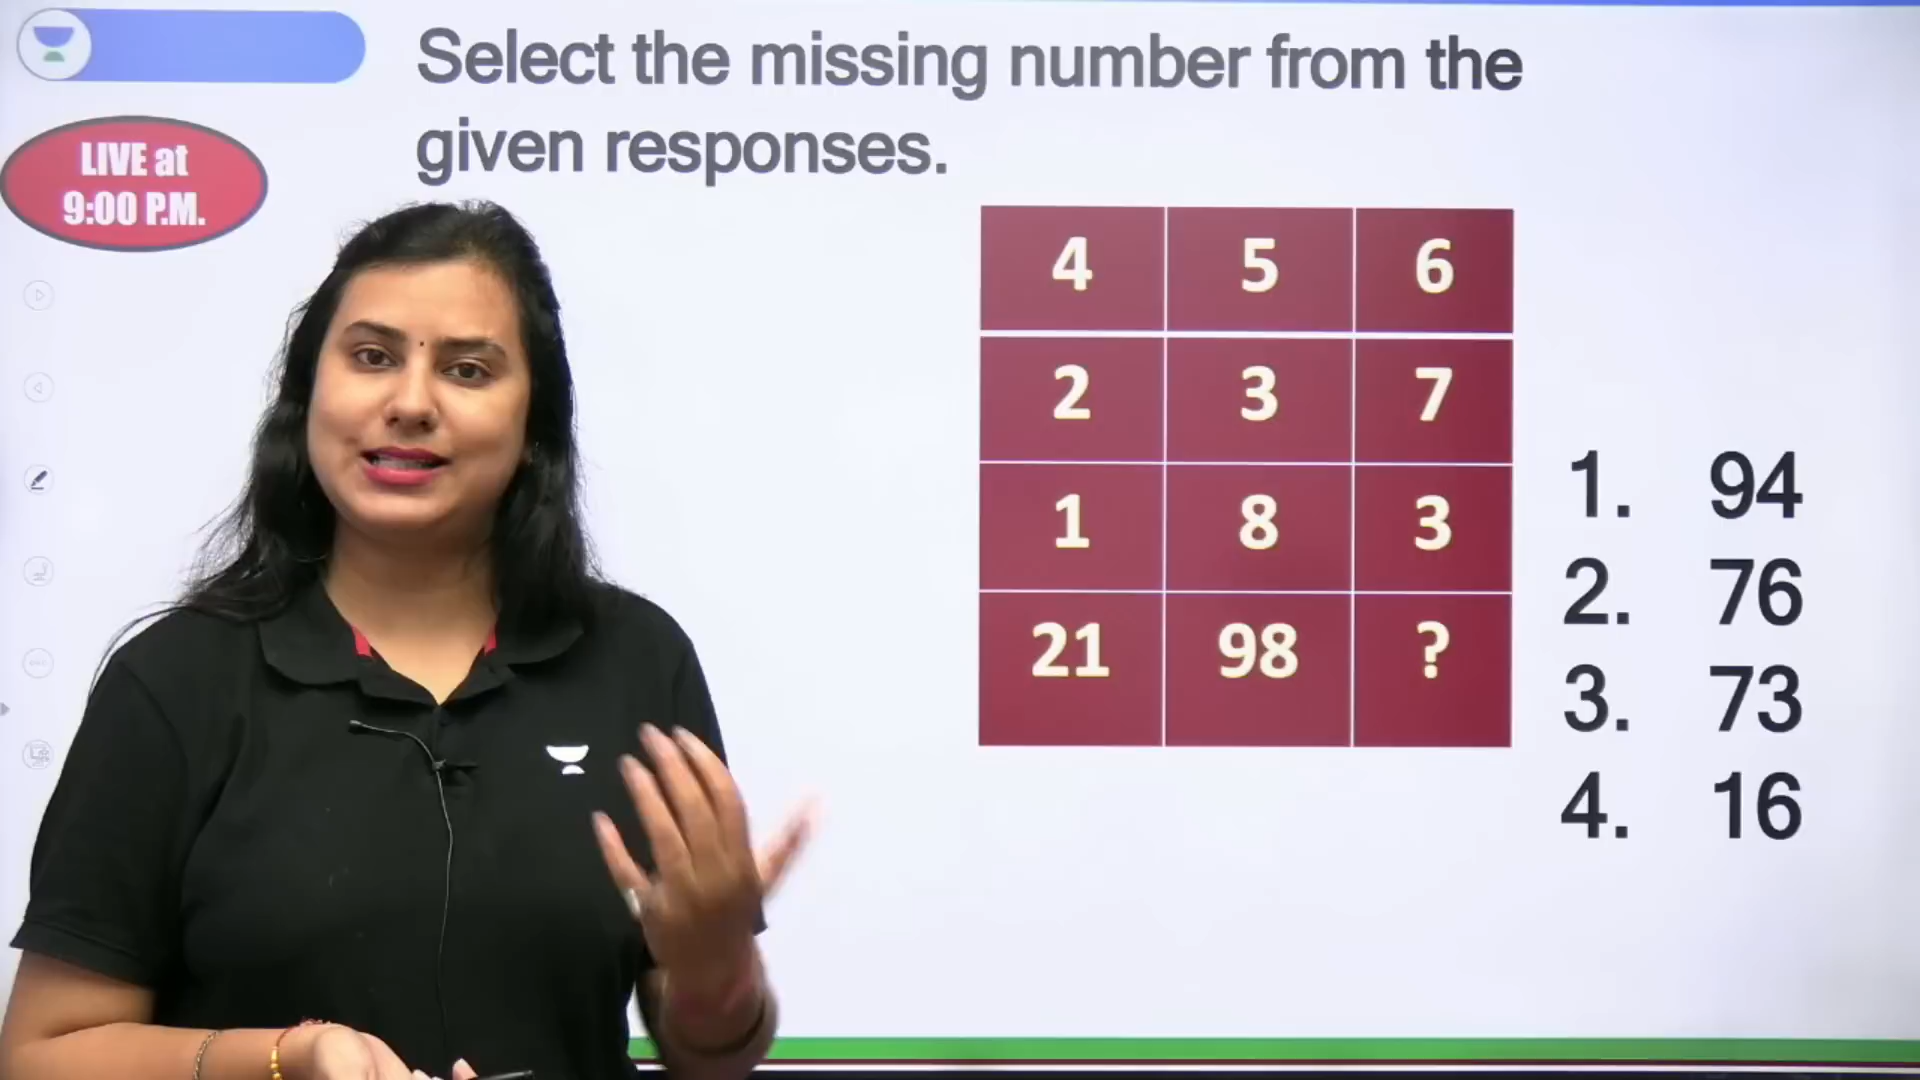 Select the missing number from the
given responses.
LIVE at
9:00 P.M.
4 5 6
2 3 7
1 8 3
21 98 ?
1. 94
2. 76
3. 73
4. 16